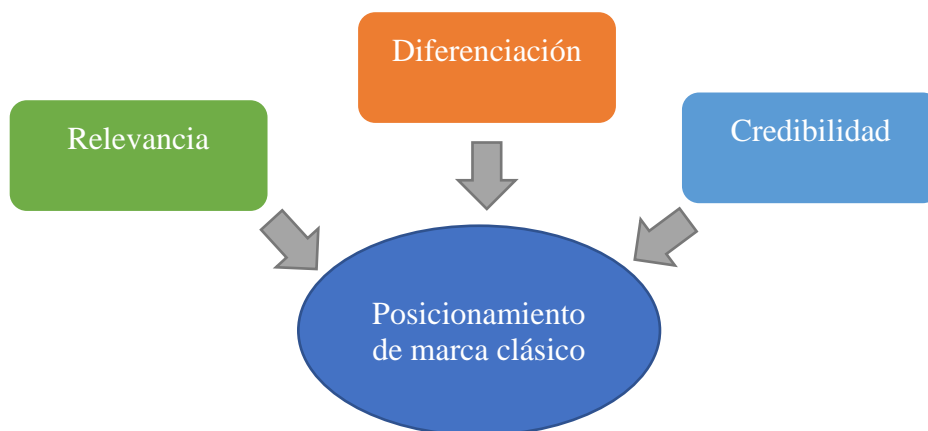 Diferenciación
Relevancia
Credibilidad
Posicionamiento
de marca clásico